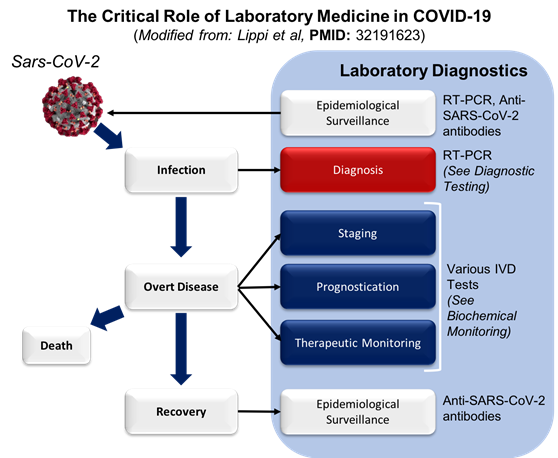 The Critical Role of Laboratory Medicine in COVID-19
(Modified from: Lippi et al, PMID: 32191623)
Sars-CoV-2
Laboratory Diagnostics
Epidemiological
Surveillance
RT-PCR, Anti-
SARS-CoV-2
antibodies
Infection
Diagnosis
RT-PCR
(See Diagnostic
Testing)
Staging
Overt Disease
Prognostication
Various IVD
Tests
(See
Biochemical
Monitoring)
Death
Therapeutic Monitoring
Recovery
Epidemiological
Surveillance
Anti-SARS-CoV-2
antibodies